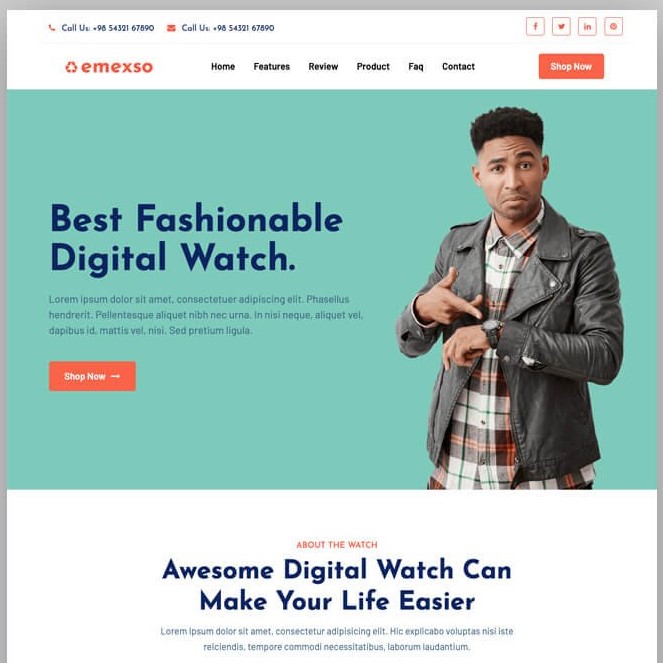 Call Us: +98 54321 67890 Call Us: +98 54321 67890
emexso Home Features Review Product Faq Contact Shop Now
Best Fashionable
Digital Watch.
Lorem ipsum dolor sit amet, consectetuer adipiscing elit. Phasellus
hendrerit. Pellentesque aliquet nibh nec urna. In nisi neque, aliquet vel,
dapibus id, mattis vel, nisi. Sed pretium ligula.
Shop Now
ABOUT THE WATCH
Awesome Digital Watch Can
Make Your Life Easier
Lorem ipsum dolor sit amet, consectetur adipisicing elit. Hic explicabo voluptas nisi iste
reiciendis, tempore commodi necessitatibus, laborum laudantium.